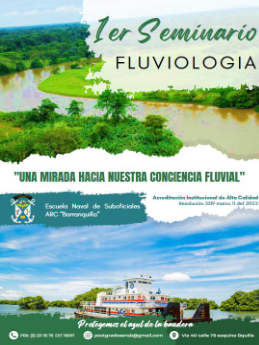 1er Seminario
FLUVIOLOGIA
"UNA MIRADA HACIA NUESTRA CONCIENCIA FLUVIAL"
Escuela Naval de Suboficiales
ARC "Barranquilla"
Acreditación Institucional de Alta Calidad
Protegemos el azul de la bandera